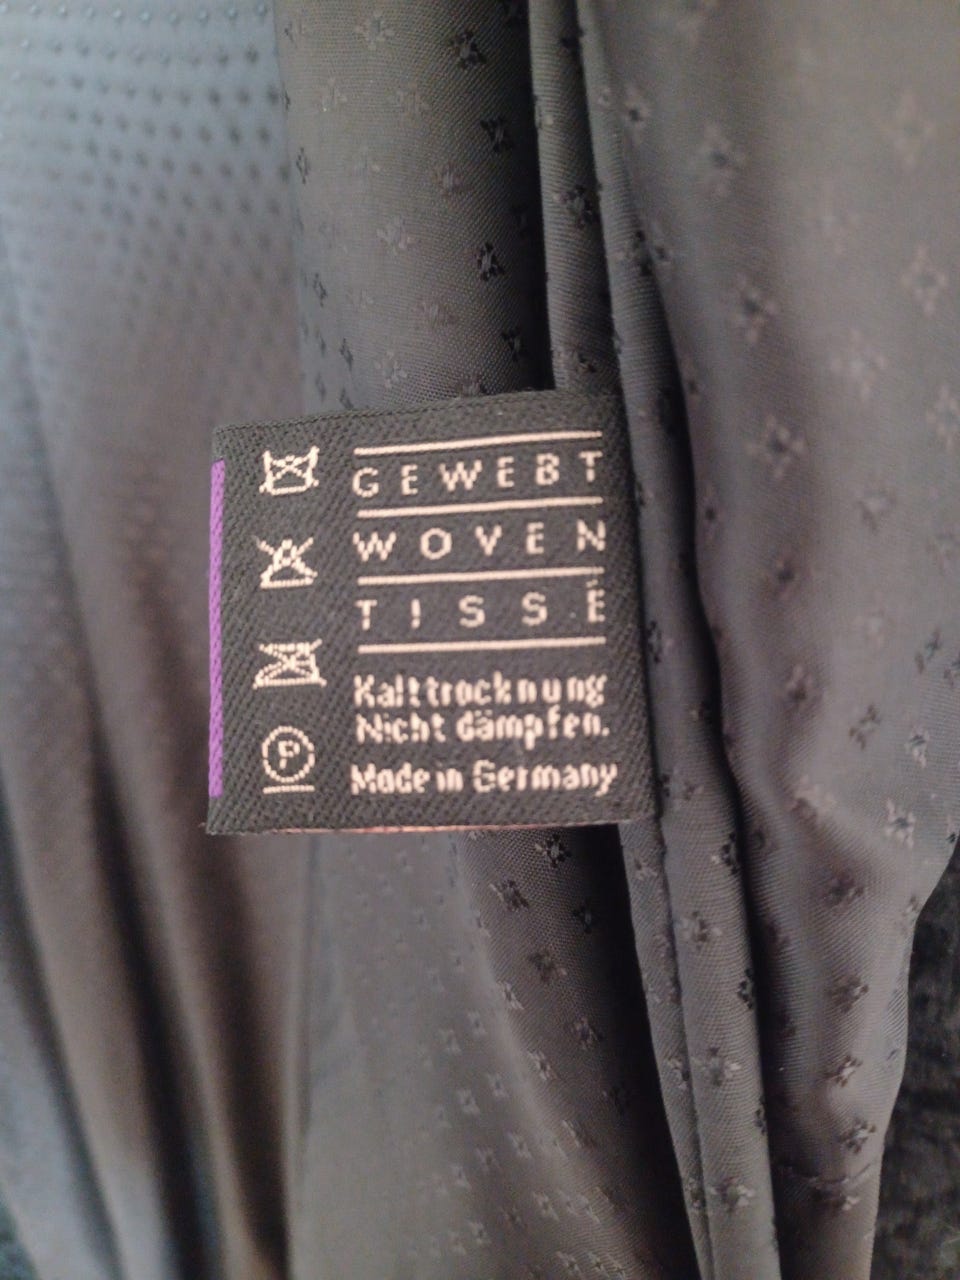 GEWEBT
WOVEN
TISSÉ
Kalttrocknung
Nicht dämpfen.
Made in Germany
P